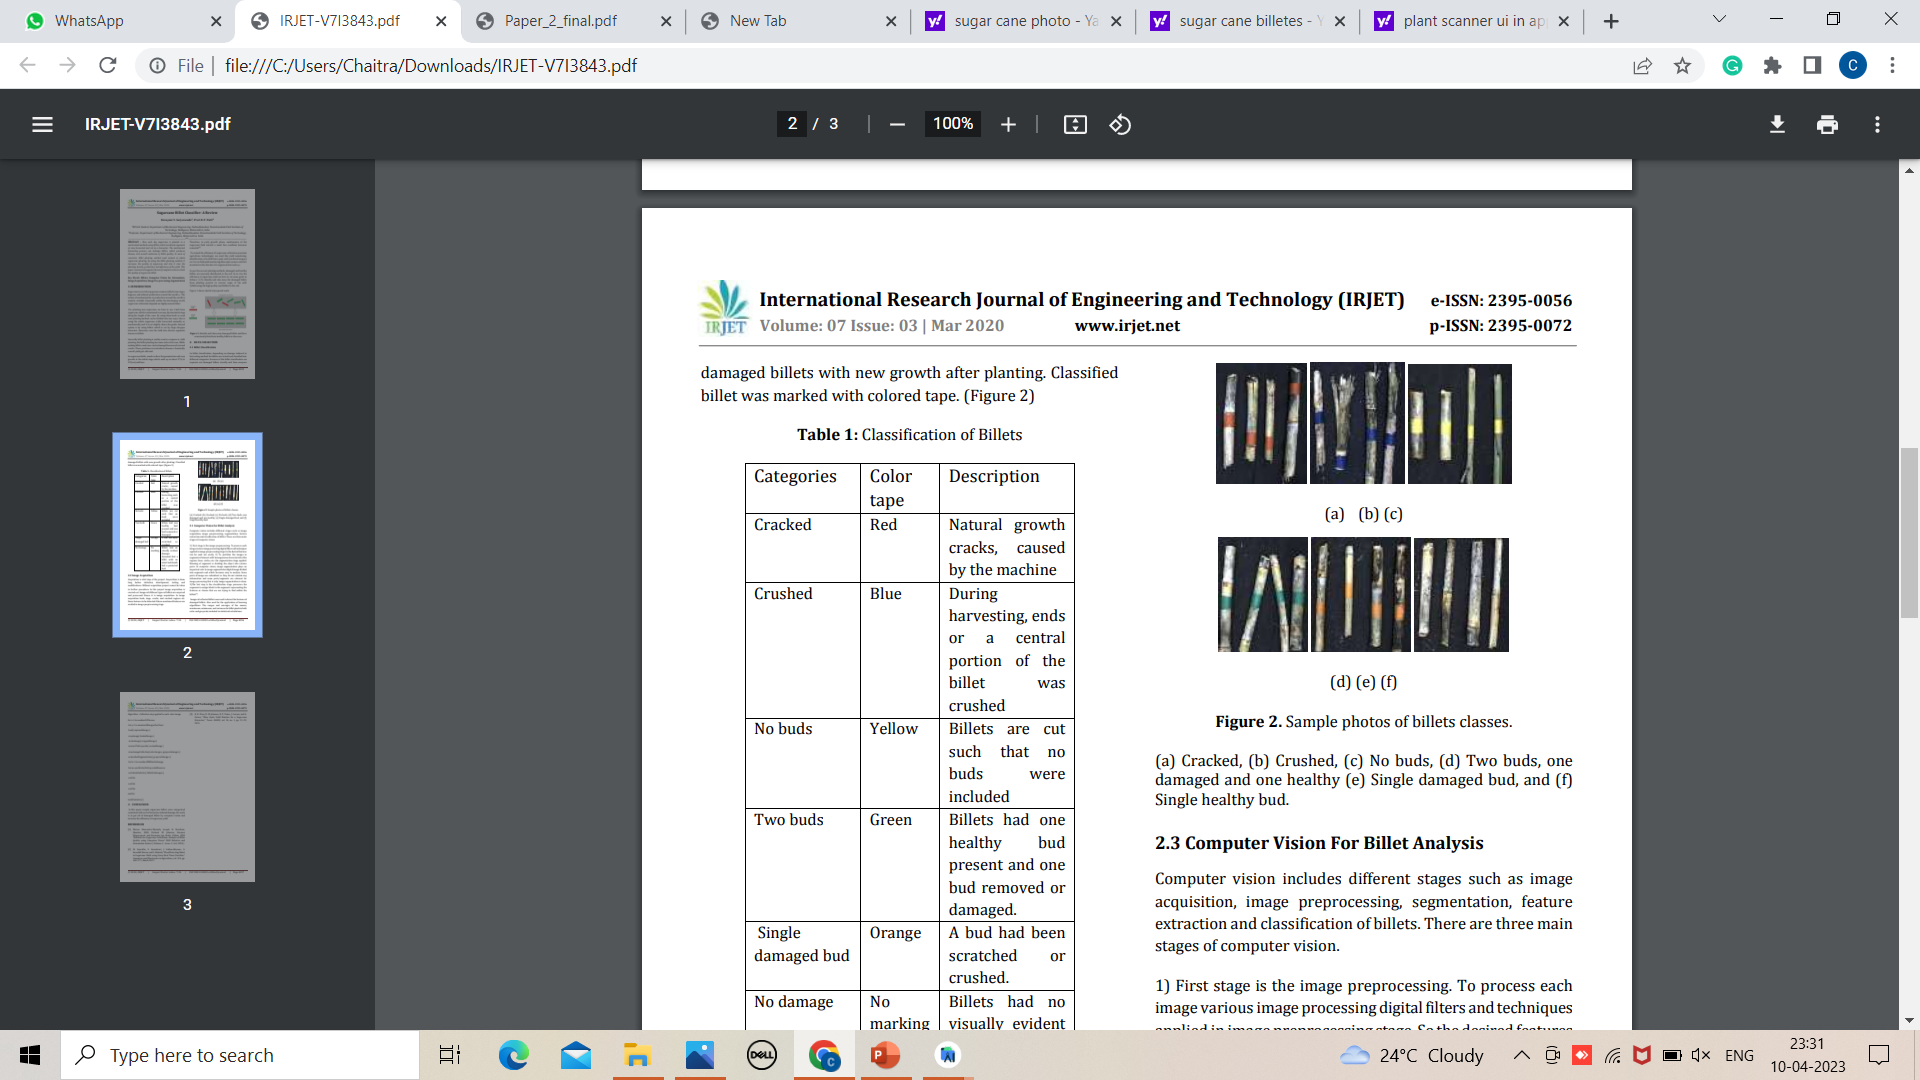 WhatsApp
IRJET-V7I3843.pdf
Paper_2_final.pdf
New Tab
sugar cane photo - Ya
sugar cane billetes - Y
plant scanner ui in ap
File
file:///C:/Users/Chaitra/Downloads/IRJET-V7I3843.pdf
C
IRJET-V7I3843.pdf
2 / 3
100%
1
2
3
IRJET
International Research Journal of Engineering and Technology (IRJET)
e-ISSN: 2395-0056
Volume: 07 Issue: 03 | Mar 2020
www.irjet.net
p-ISSN: 2395-0072
damaged billets with new growth after planting. Classified
billet was marked with colored tape. (Figure 2)
Table 1: Classification of Billets
Categories
Color
tape
Description
Cracked
Red
Natural growth
cracks, caused
by the machine
Crushed
Blue
During
harvesting, ends
or a central
portion of the
billet was
crushed
No buds
Yellow
Billets are cut
such that no
buds were
included
Two buds
Green
Billets had one
healthy bud
present and one
bud removed or
damaged.
Single
damaged bud
Orange
A bud had been
scratched or
crushed.
No damage
No
marking
Billets had no
visually evident
(a) (b) (c)
(d) (e) (f)
Figure 2. Sample photos of billets classes.
(a) Cracked, (b) Crushed, (c) No buds, (d) Two buds, one
damaged and one healthy (e) Single damaged bud, and (f)
Single healthy bud.
2.3 Computer Vision For Billet Analysis
Computer vision includes different stages such as image
acquisition, image preprocessing, segmentation, feature
extraction and classification of billets. There are three main
stages of computer vision.
1) First stage is the image preprocessing. To process each
image various image processing digital filters and techniques
applied in image preprocessing stage. So the desired features
Type here to search
DELL
C
P
24°C Cloudy
ENG
23:31
10-04-2023